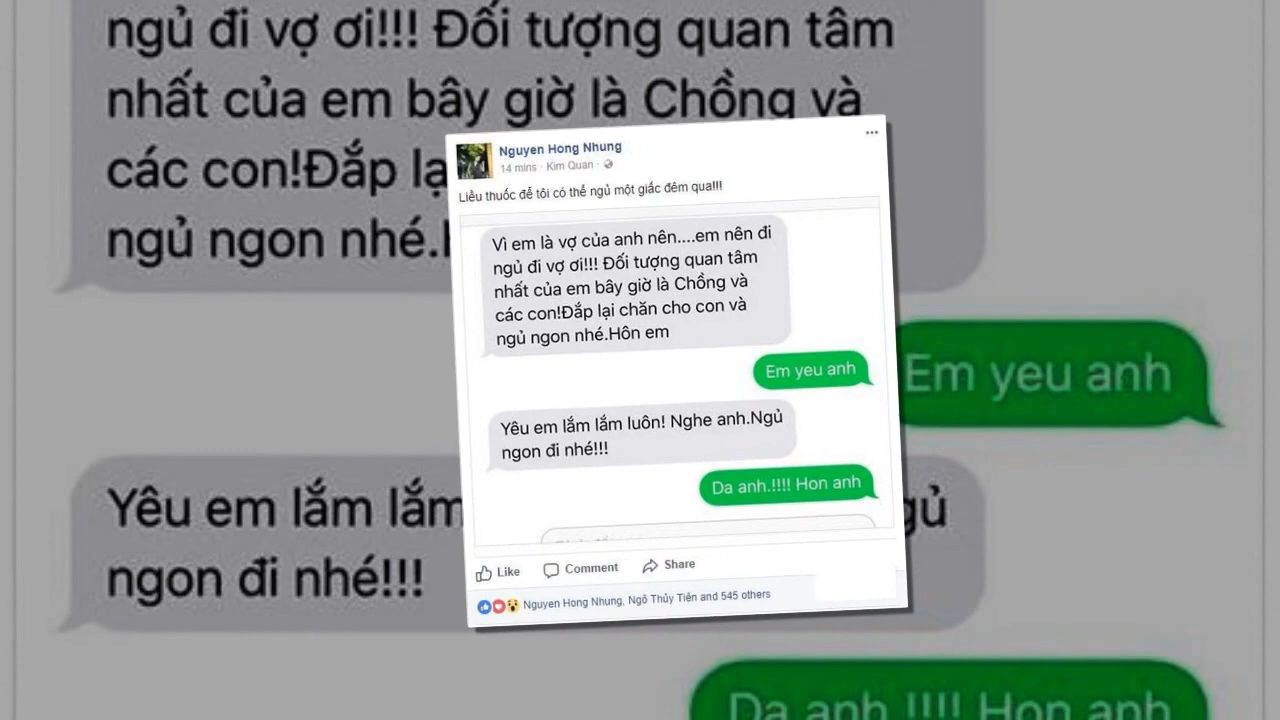 ngủ đi vợ ơi!!! Đối tượng quan tâm
nhất của em bây giờ là Chồng và
các con!Đắp lạ
ngủ ngon nhé.H
Em yeu anh
Yêu em lắm lắm
gủ
ngon đi nhé!!!
Da anh.!!!! Hon anh
Nguyen Hong Nhung
14 mins · Kim Quan ·
Liều thuốc để tôi có thể ngủ một giấc đêm qua!!!
Vì em là vợ của anh nên....em nên đi
ngủ đi vợ ơi!!! Đối tượng quan tâm
nhất của em bây giờ là Chồng và
các con!Đắp lại chăn cho con và
ngủ ngon nhé.Hôn em
Em yeu anh
Yêu em lắm lắm luôn! Nghe anh.Ngủ
ngon đi nhé!!!
Da anh.!!!! Hon anh
Like Comment Share
Nguyen Hong Nhung, Ngô Thủy Tiên and 545 others